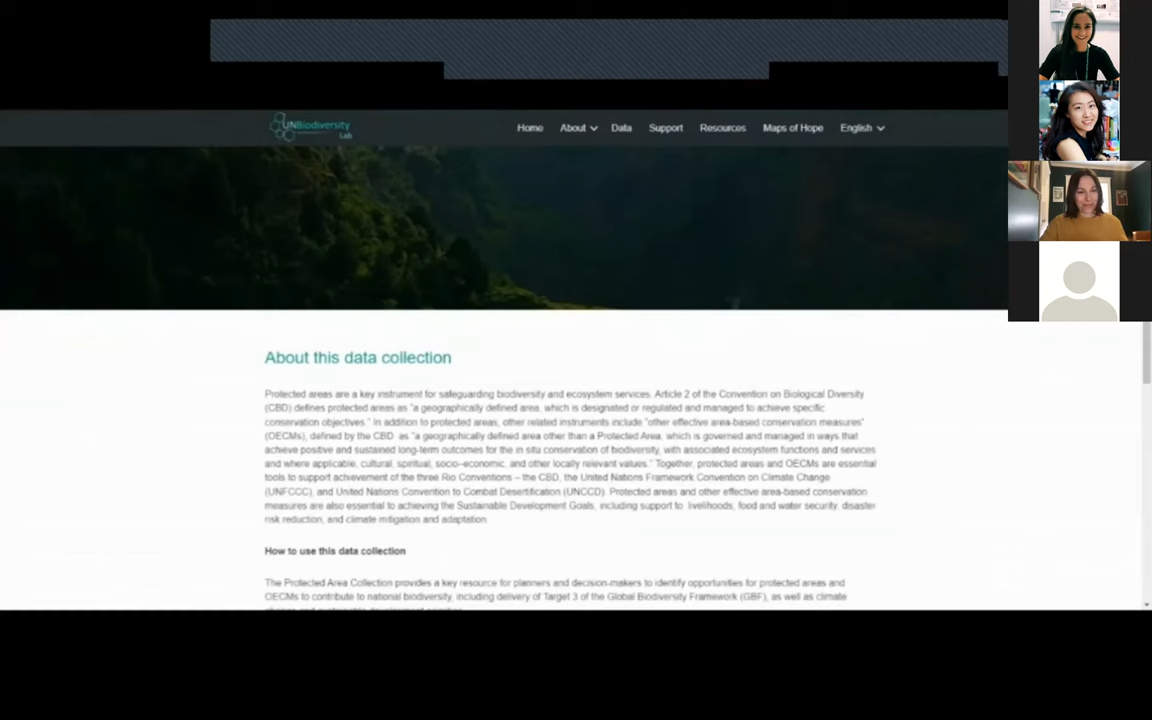 UNBiodiversity
Lab
Home About Data Support Resources Maps of Hope English
About this data collection
Protected areas are a key instrument for safeguarding biodiversity and ecosystem services. Article 2 of the Convention on Biological Diversity
(CBD) defines protected areas as "a geographically defined area, which is designated or regulated and managed to achieve specific
conservation objectives." In addition to protected areas, other related instruments include "other effective area-based conservation measures"
(OECMs), defined by the CBD as "a geographically defined area other than a Protected Area, which is governed and managed in ways that
achieve positive and sustained long-term outcomes for the in situ conservation of biodiversity, with associated ecosystem functions and services
and where applicable, cultural, spiritual, socio–economic, and other locally relevant values." Together, protected areas and OECMs are essential
tools to support achievement of the three Rio Conventions – the CBD, the United Nations Framework Convention on Climate Change
(UNFCCC), and United Nations Convention to Combat Desertification (UNCCD). Protected areas and other effective area-based conservation
measures are also essential to achieving the Sustainable Development Goals, including support to livelihoods, food and water security, disaster
risk reduction, and climate mitigation and adaptation.
How to use this data collection
The Protected Area Collection provides a key resource for planners and decision-makers to identify opportunities for protected areas and
OECMs to contribute to national biodiversity, including delivery of Target 3 of the Global Biodiversity Framework (GBF), as well as climate